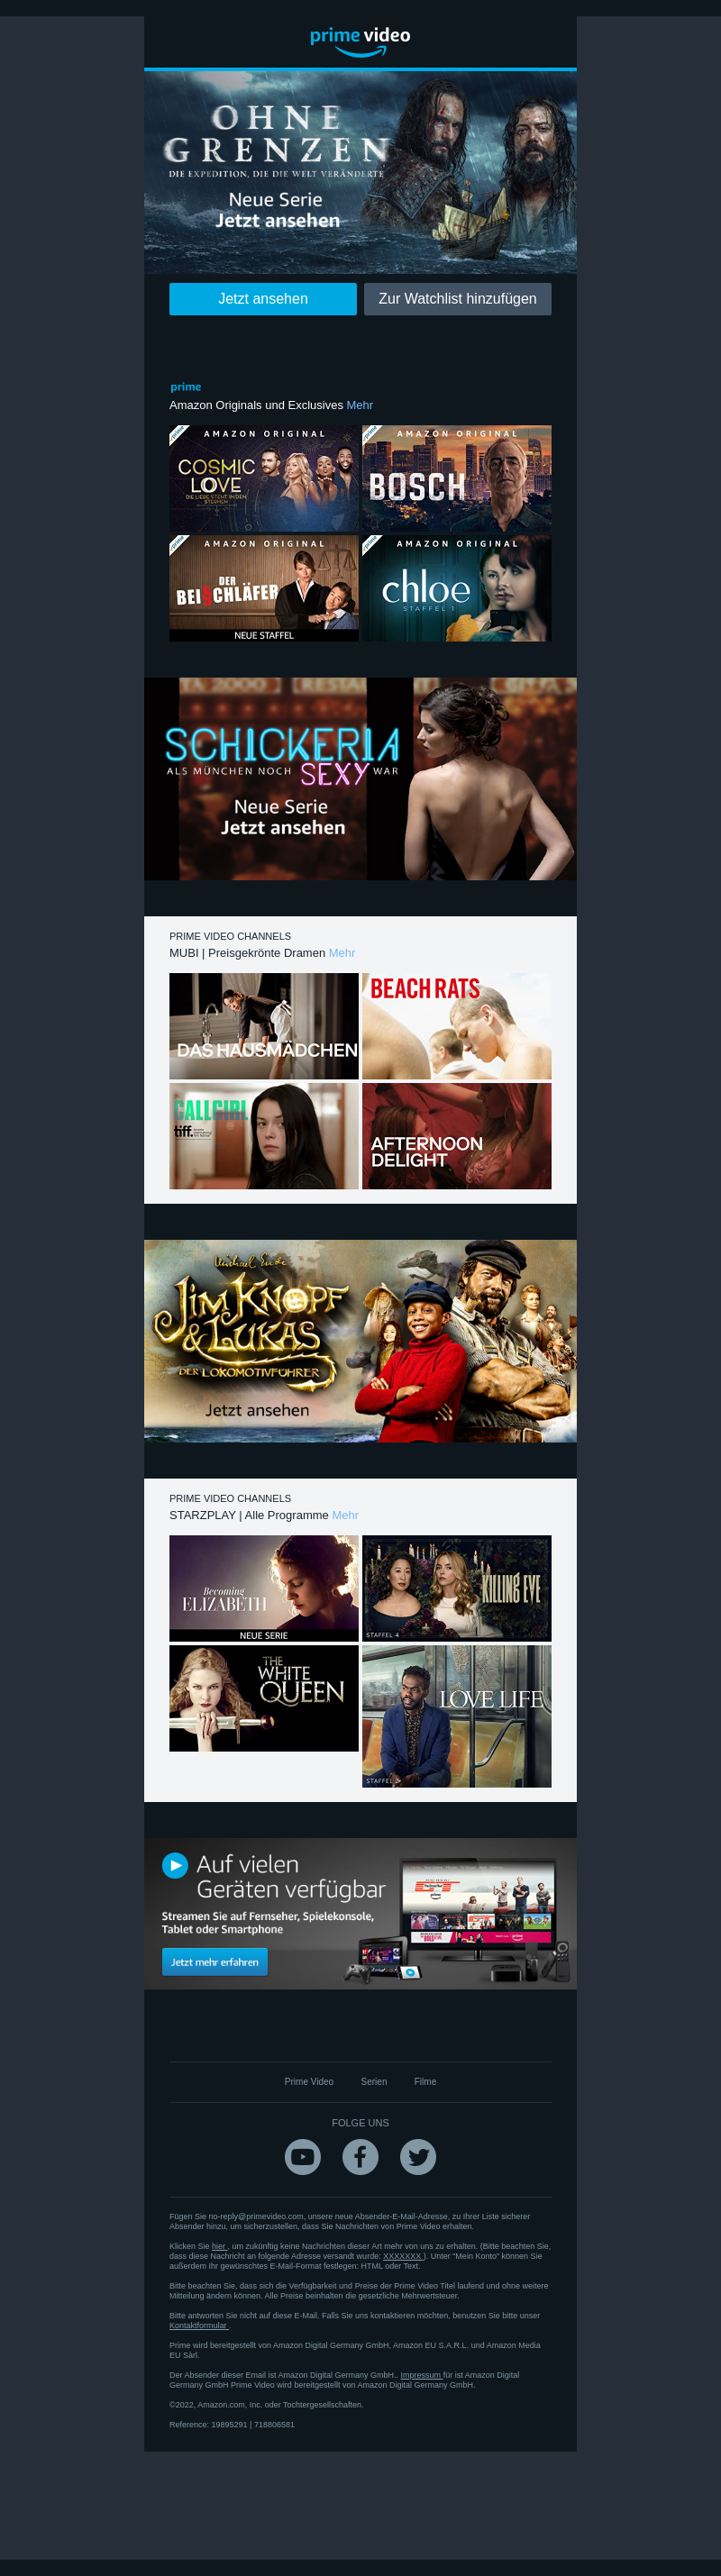 prime video
OHNE
GRENZEN
DIE EXPEDITION, DIE DIE WELT VERÄNDERTE
Neue Serie
Jetzt ansehen
Jetzt ansehen
Zur Watchlist hinzufügen
prime
Amazon Originals und Exclusives Mehr
prime
AMAZON ORIGINAL
COSMIC
LOVE
DIE LIEBE STEHT IN DEN
STERNEN
prime
AMAZON ORIGINAL
BOSCH
prime
AMAZON ORIGINAL
DER
BEI§CHLÄFER
NEUE STAFFEL
prime
AMAZON ORIGINAL
chloe
STAFFEL 1
SCHICKERIA
ALS MÜNCHEN NOCH SEXY WAR
Neue Serie
Jetzt ansehen
PRIME VIDEO CHANNELS
MUBI | Preisgekrönte Dramen Mehr
DAS HAUSMÄDCHEN
BEACH RATS
CALLGIRL
tiff.
AFTERNOON
DELIGHT
Michael Ende
JIM KNOPF
& LUKAS
DER LOKOMOTIVFÜHRER
Jetzt ansehen
PRIME VIDEO CHANNELS
STARZPLAY | Alle Programme Mehr
Becoming
ELIZABETH
NEUE SERIE
KILLING EVE
STAFFEL 4
THE
WHITE
QUEEN
LOVE LIFE
STAFFEL 2
Auf vielen
Geräten verfügbar
Streamen Sie auf Fernseher, Spielekonsole,
Tablet oder Smartphone
Jetzt mehr erfahren
Prime Video Serien Filme
FOLGE UNS
Fügen Sie no-reply@primevideo.com, unsere neue Absender-E-Mail-Adresse, zu Ihrer Liste sicherer
Absender hinzu, um sicherzustellen, dass Sie Nachrichten von Prime Video erhalten.
Klicken Sie hier , um zukünftig keine Nachrichten dieser Art mehr von uns zu erhalten. (Bitte beachten Sie,
dass diese Nachricht an folgende Adresse versandt wurde: XXXXXXX ). Unter "Mein Konto" können Sie
außerdem Ihr gewünschtes E-Mail-Format festlegen: HTML oder Text.
Bitte beachten Sie, dass sich die Verfügbarkeit und Preise der Prime Video Titel laufend und ohne weitere
Mitteilung ändern können. Alle Preise beinhalten die gesetzliche Mehrwertsteuer.
Bitte antworten Sie nicht auf diese E-Mail. Falls Sie uns kontaktieren möchten, benutzen Sie bitte unser
Kontaktformular .
Prime wird bereitgestellt von Amazon Digital Germany GmbH, Amazon EU S.A.R.L. und Amazon Media
EU Sàrl.
Der Absender dieser Email ist Amazon Digital Germany GmbH.. Impressum für ist Amazon Digital
Germany GmbH Prime Video wird bereitgestellt von Amazon Digital Germany GmbH.
©2022, Amazon.com, Inc. oder Tochtergesellschaften.
Reference: 19895291 | 718806581